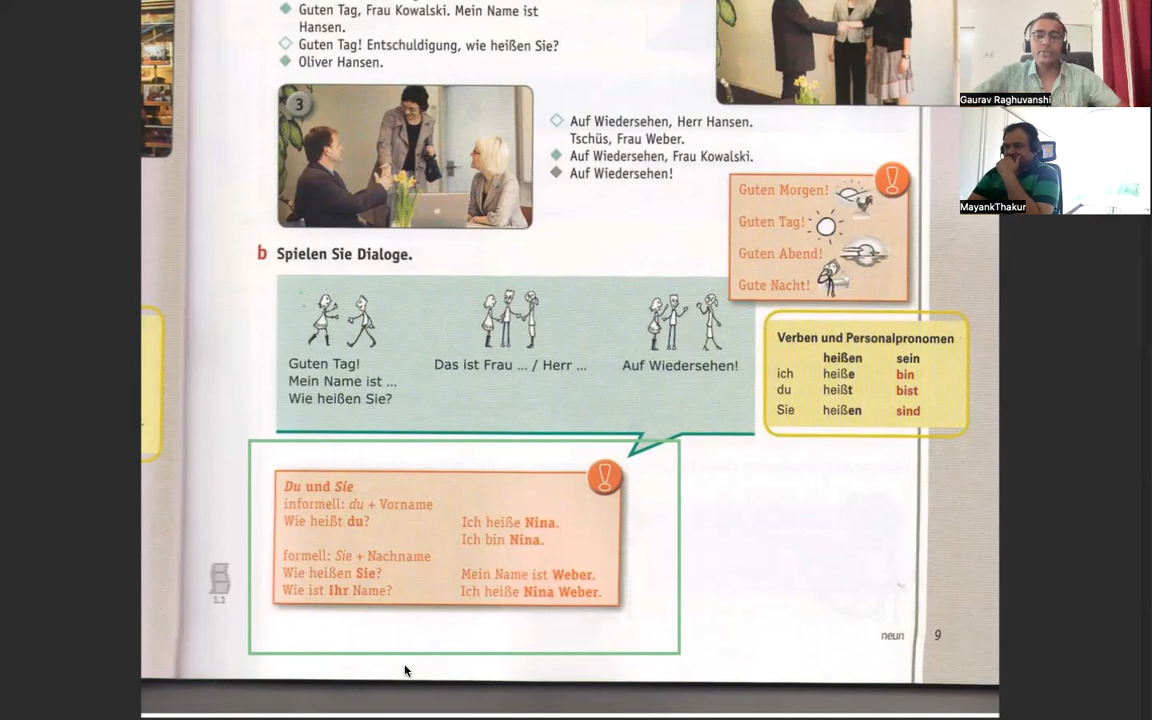 Guten Tag, Frau Kowalski. Mein Name ist
Hansen.
Guten Tag! Entschuldigung, wie heißen Sie?
Oliver Hansen.
3
Auf Wiedersehen, Herr Hansen.
Tschüs, Frau Weber.
Auf Wiedersehen, Frau Kowalski.
Auf Wiedersehen!
Guten Morgen!
Guten Tag!
Guten Abend!
Gute Nacht!
!
b Spielen Sie Dialoge.
Guten Tag!
Mein Name ist ...
Wie heißen Sie?
Das ist Frau ... / Herr ...
Auf Wiedersehen!
Verben und Personalpronomen
heißen sein
ich heiße bin
du heißt bist
Sie heißen sind
!
Du und Sie
informell: du + Vorname
Wie heißt du? Ich heiße Nina.
Ich bin Nina.
formell: Sie + Nachname
Wie heißen Sie? Mein Name ist Weber.
Wie ist Ihr Name? Ich heiße Nina Weber.
1.1
neun 9
Gaurav Raghuvanshi
MayankThakur